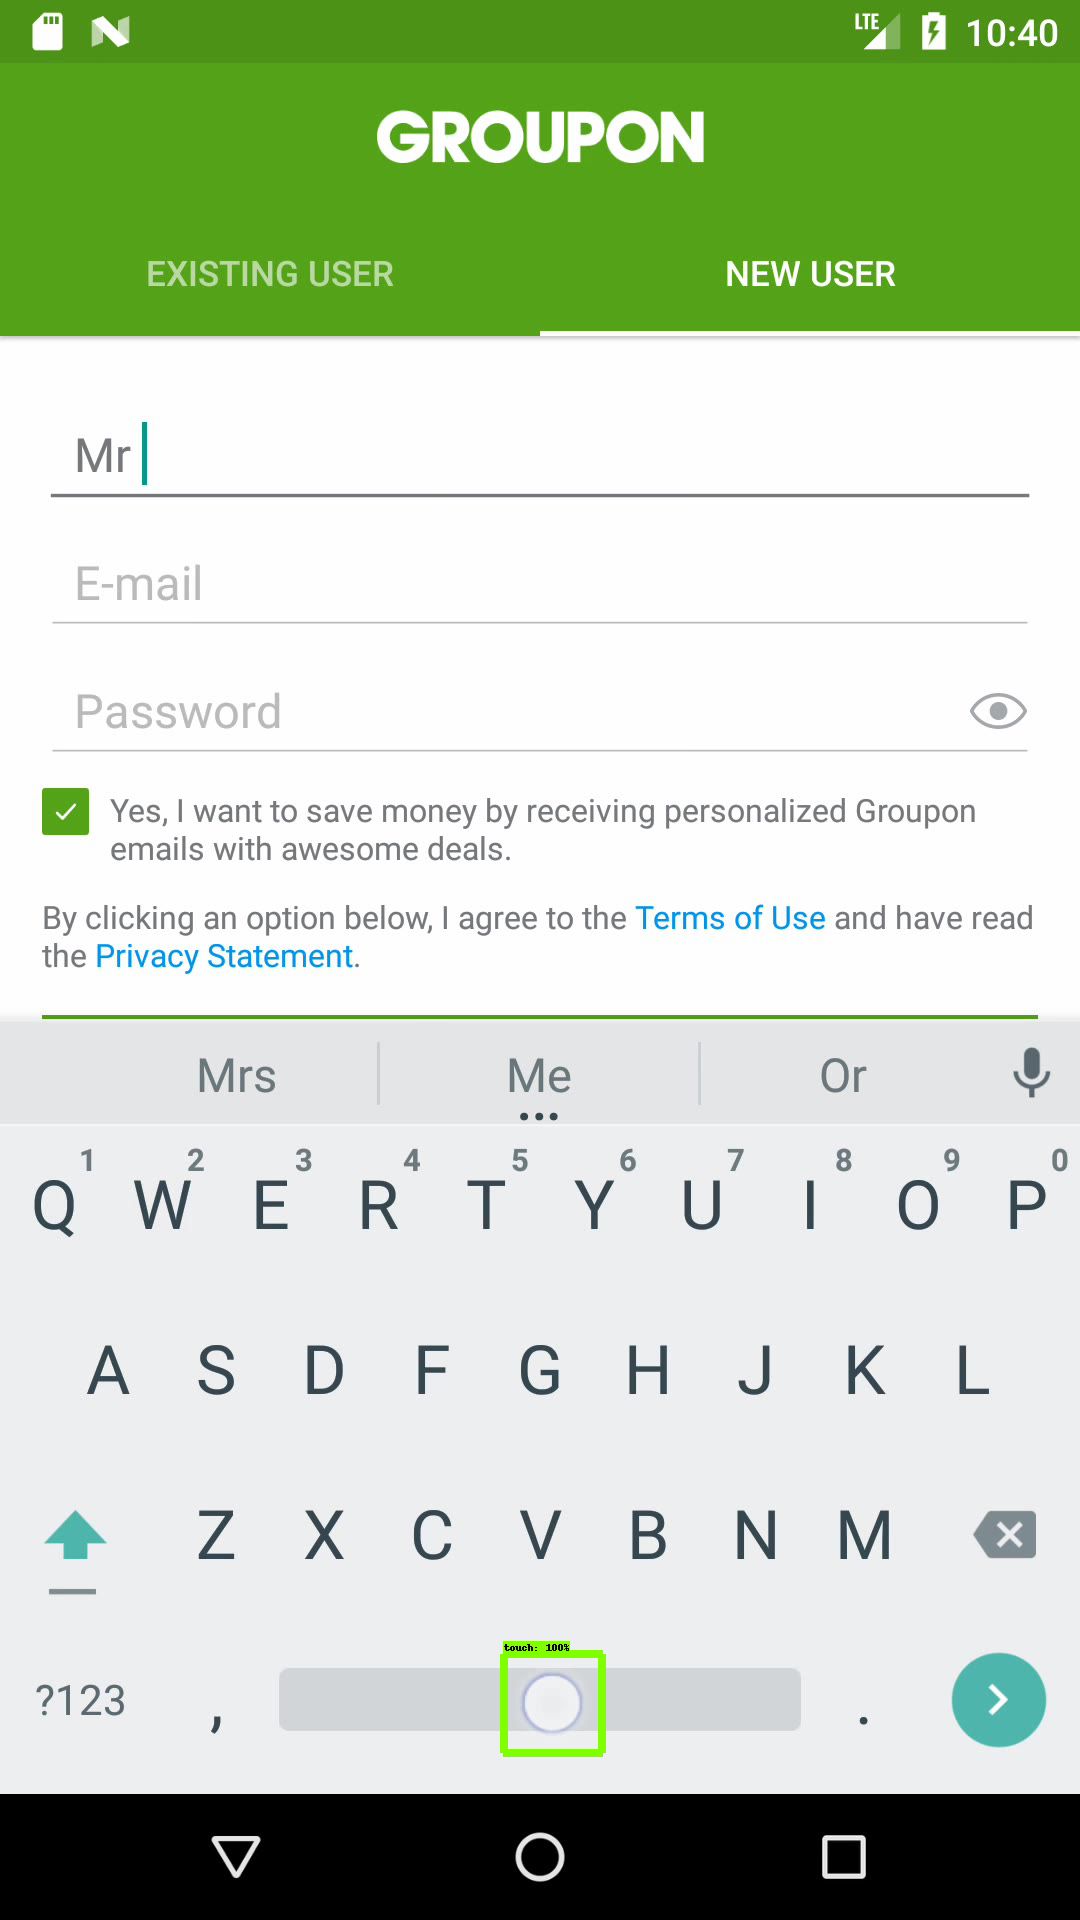 LTE 10:40
GROUPON
EXISTING USER NEW USER
Mr
E-mail
Password
Yes, I want to save money by receiving personalized Groupon
emails with awesome deals.
By clicking an option below, I agree to the Terms of Use and have read
the Privacy Statement.
Mrs Me Or
1 2 3 4 5 6 7 8 9 0
Q W E R T Y U I O P
A S D F G H J K L
Z X C V B N M
touch: 100%
?123 , .